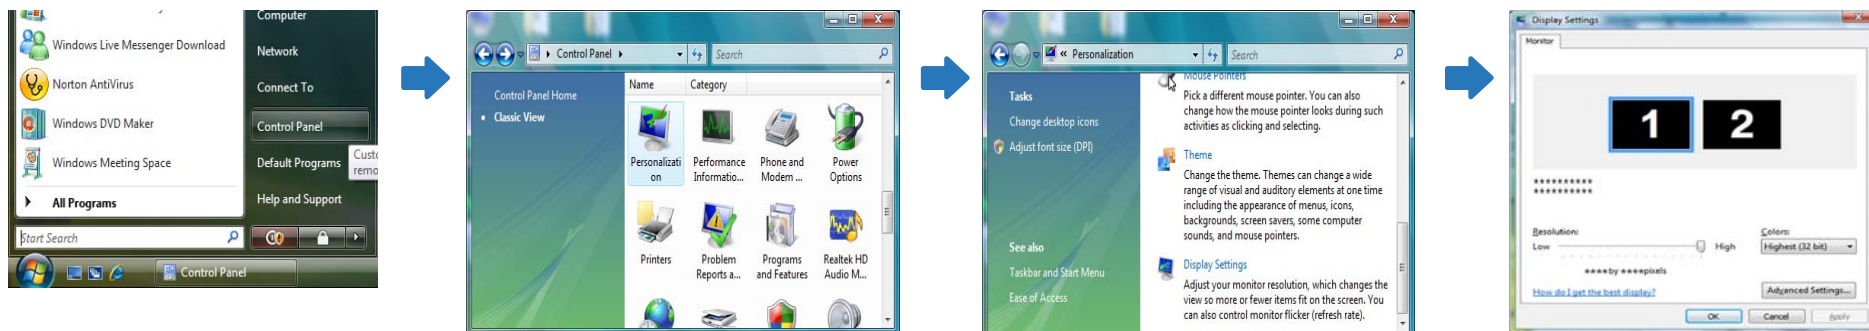 Windows Live Messenger Download
Norton AntiVirus
Windows DVD Maker
Windows Meeting Space
All Programs
Start Search
Computer
Network
Connect To
Control Panel
Default Programs
Help and Support
Custo
remo
Control Panel
Control Panel
Search
Control Panel Home
Classic View
Name Category
Personalizati
on
Performance
Informatio...
Phone and
Modem ...
Power
Options
Printers
Problem
Reports a...
Programs
and Features
Realtek HD
Audio M...
« Personalization
Search
Tasks
Change desktop icons
Adjust font size (DPI)
See also
Taskbar and Start Menu
Ease of Access
Mouse Pointers
Pick a different mouse pointer. You can also
change how the mouse pointer looks during such
activities as clicking and selecting.
Theme
Change the theme. Themes can change a wide
range of visual and auditory elements at one time
including the appearance of menus, icons,
backgrounds, screen savers, some computer
sounds, and mouse pointers.
Display Settings
Adjust your monitor resolution, which changes the
view so more or fewer items fit on the screen. You
can also control monitor flicker (refresh rate).
Display Settings
Monitor
1 2
**********
**********
Resolution:
Low High
****by ****pixels
Colors:
Highest (32 bit)
How do I get the best display?
Advanced Settings...
OK Cancel Apply